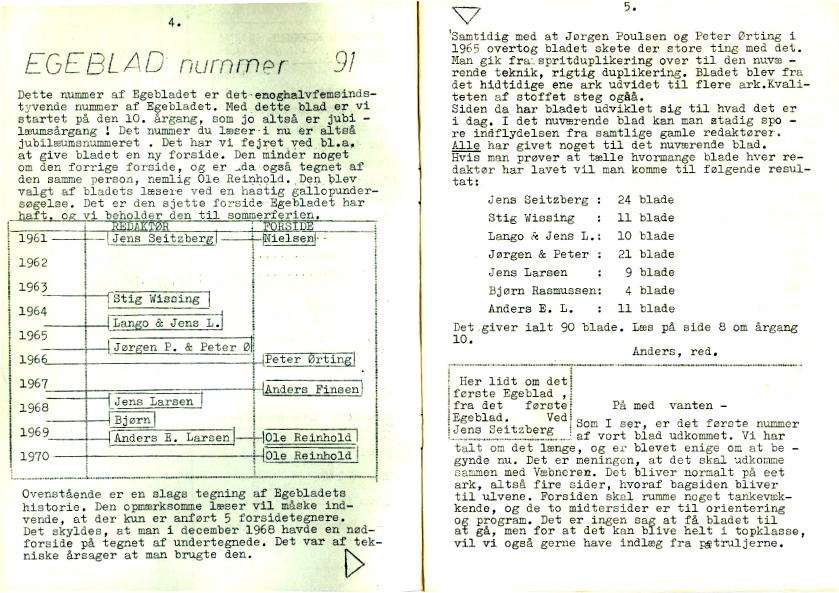 4.
EGEBLAD nummer 91
Dette nummer af Egebladet er det enoghalvfemsinds-
tyvende nummer af Egebladet. Med dette blad er vi
startet på den 10. årgang, som jo altså er jubi -
læumsårgang ! Det nummer du læser i nu er altså
jubilæumsnummeret . Det har vi fejret ved bl.a.
at give bladet en ny forside. Den minder noget
om den forrige forside, og er da også tegnet af
den samme person, nemlig Ole Reinhold. Den blev
valgt af bladets læsere ved en hastig gallopunder-
søgelse. Det er den sjette forside Egebladet har
haft, og vi beholder den til sommerferien.
REDAKTØR FORSIDE
1961 Jens Seitzberg Nielsen
1962
1963
Stig Wissing
1964
Lango & Jens L.
1965
Jørgen P. & Peter Ø
1966 Peter Ørting
1967
Anders Finsen
Jens Larsen
1968
Bjørn
1969
Anders E. Larsen Ole Reinhold
1970 Ole Reinhold
Ovenstående er en slags tegning af Egebladets
historie. Den opmærksomme læser vil måske ind-
vende, at der kun er anført 5 forsidetegnere.
Det skyldes, at man i december 1968 havde en nød-
forside på tegnet af undertegnede. Det var af tek-
niske årsager at man brugte den.
5.
Samtidig med at Jørgen Poulsen og Peter Ørting i
1965 overtog bladet skete der store ting med det.
Man gik fra spritduplikering over til den nuvæ -
rende teknik, rigtig duplikering. Bladet blev fra
det hidtidige ene ark udvidet til flere ark.Kvali-
teten af stoffet steg ogåå.
Siden da har bladet udviklet sig til hvad det er
i dag. I det nuværende blad kan man stadig spo -
re indflydelsen fra samtlige gamle redaktører.
Alle har givet noget til det nuværende blad.
Hvis man prøver at tælle hvormange blade hver re-
daktør har lavet vil man komme til følgende resul-
tat:
Jens Seitzberg : 24 blade
Stig Wissing : 11 blade
Lango & Jens L.: 10 blade
Jørgen & Peter : 21 blade
Jens Larsen : 9 blade
Bjørn Rasmussen: 4 blade
Anders E. L. : 11 blade
Det giver ialt 90 blade. Læs på side 8 om årgang
10.
Anders, red.
Her lidt om det
første Egeblad ,
fra det første
Egeblad. Ved
Jens Seitzberg
På med vanten -
Som I ser, er det første nummer
af vort blad udkommet. Vi har
talt om det længe, og er blevet enige om at be -
gynde nu. Det er meningen, at det skal udkomme
sammen med Væbneren. Det bliver normalt på eet
ark, altså fire sider, hvoraf bagsiden bliver
til ulvene. Forsiden skal rumme noget tankevæk-
kende, og de to midtersider er til orientering
og program. Det er ingen sag at få bladet til
at gå, men for at det kan blive helt i topklasse,
vil vi også gerne have indlæg fra patruljerne.